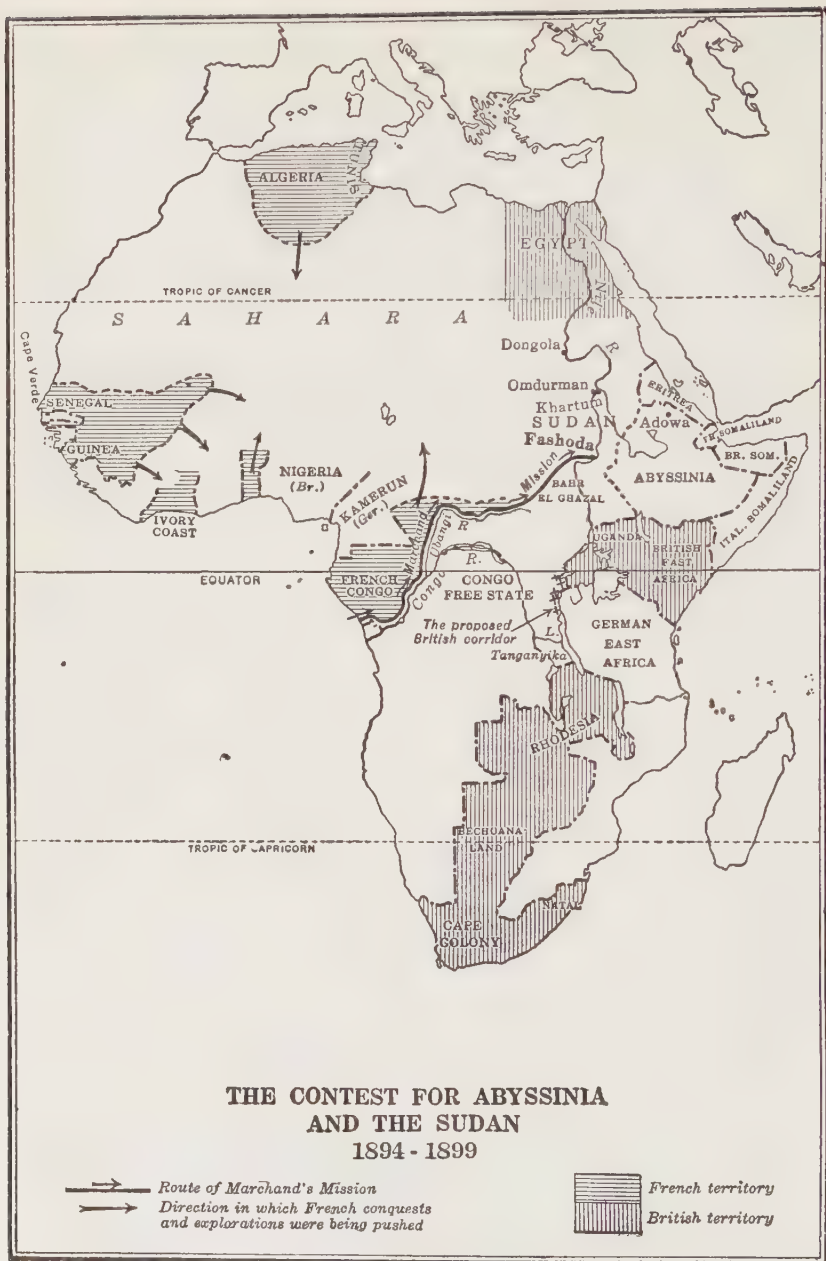 ALGERIA
TUNIS
EGYPT
TROPIC OF CANCER
Nile
R
SAHARA
Cape Verde
Dongola
Omdurman
Khartum
SUDAN
ERITREA
Adowa
FR. SOMALILAND
BR. SOM.
Fashoda
SENEGAL
GUINEA
IVORY
COAST
NIGERIA
(Br.)
KAMERUN
(Ger.)
Mission
BAHR
EL GHAZAL
ABYSSINIA
ITAL. SOMALILAND
Marchand
Ubangi
R
UGANDA
BRITISH
EAST
AFRICA
EQUATOR
FRENCH
CONGO
Congo
R.
CONGO
FREE STATE
The proposed
British corridor
L.
Tanganyika
GERMAN
EAST
AFRICA
RHODESIA
BECHUANA
LAND
TROPIC OF CAPRICORN
NATAL
CAPE
COLONY
THE CONTEST FOR ABYSSINIA
AND THE SUDAN
1894 - 1899
Route of Marchand's Mission
Direction in which French conquests
and explorations were being pushed
French territory
British territory